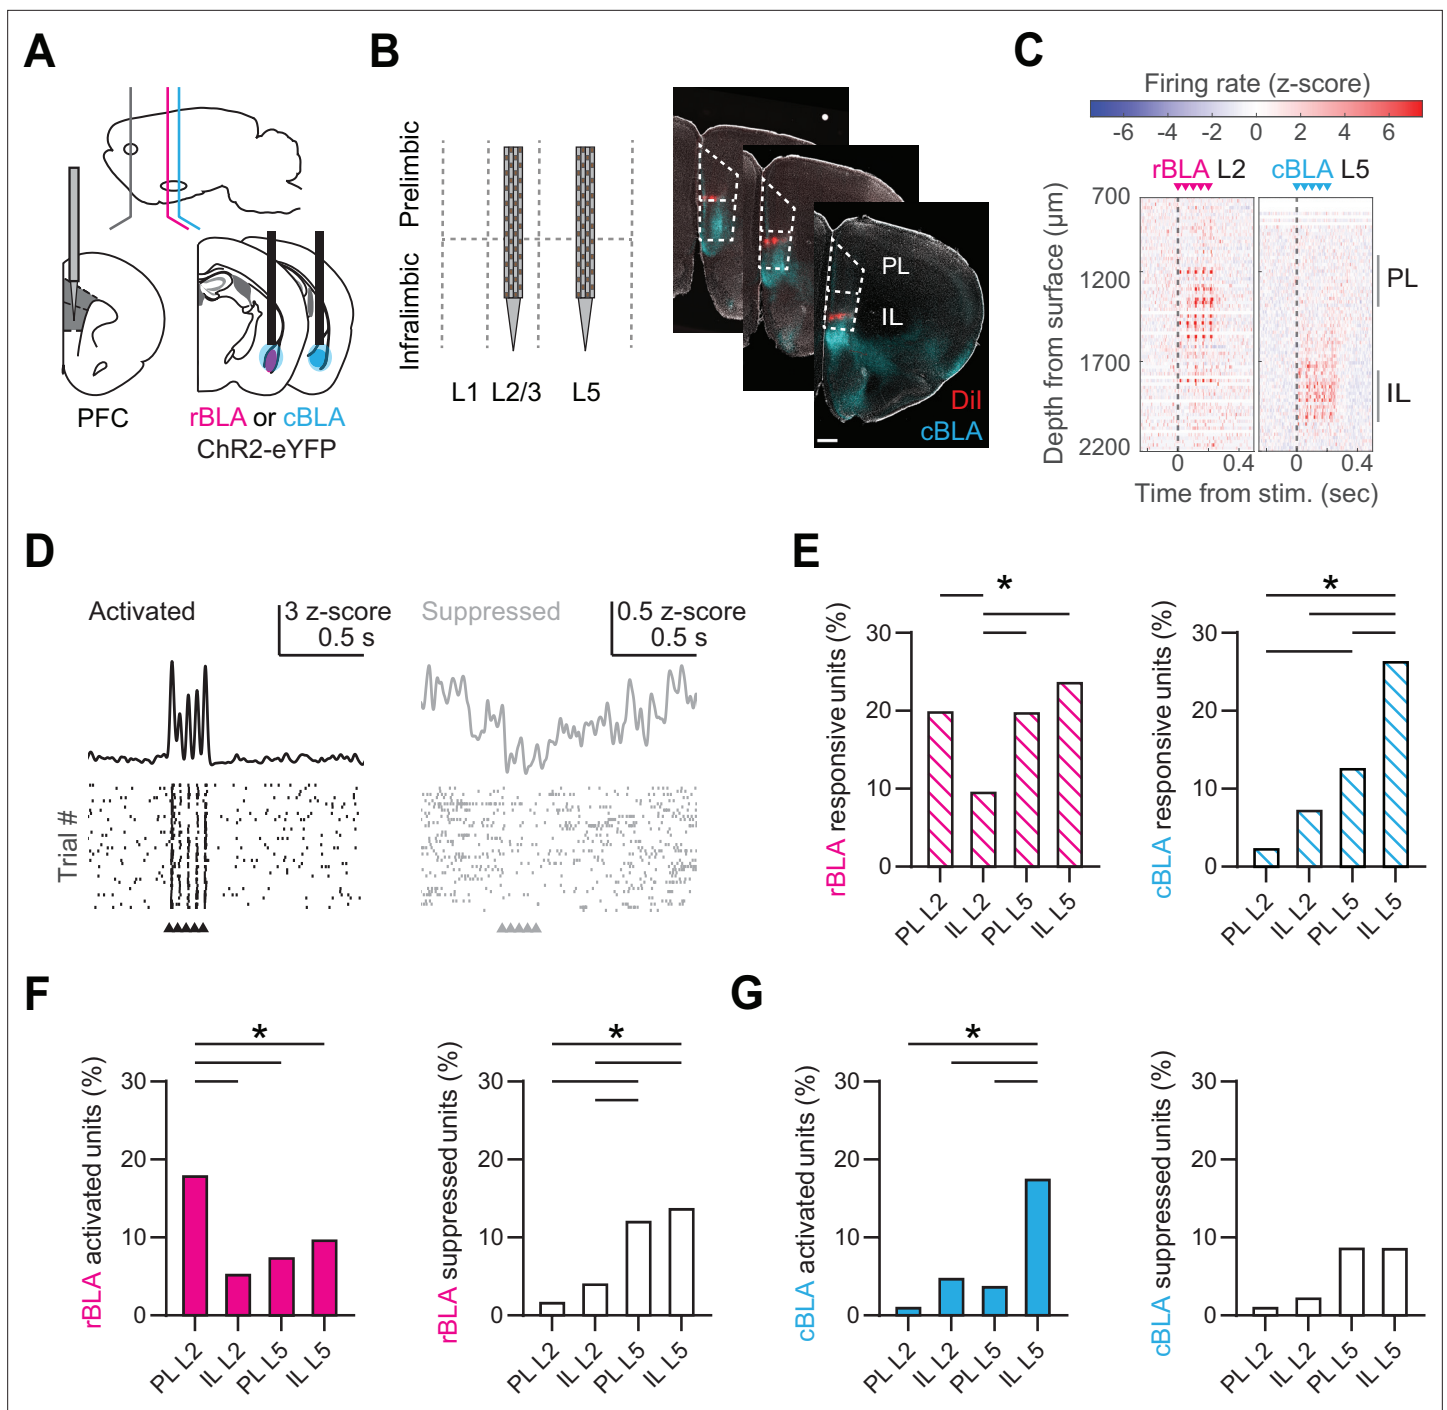 A
PFC
rBLA or cBLA
ChR2-eYFP
B
Prelimbic
Infralimbic
L1 L2/3 L5
PL
IL
DiI
cBLA
C
Firing rate (z-score)
-6 -4 -2 0 2 4 6
rBLA L2 cBLA L5
Depth from surface (µm)
700
1200
1700
2200
PL
IL
0 0.4 0 0.4
Time from stim. (sec)
D
Activated
3 z-score
0.5 s
Suppressed
0.5 z-score
0.5 s
Trial #
E
*
rBLA responsive units (%)
30
20
10
0
PL L2
IL L2
PL L5
IL L5
*
cBLA responsive units (%)
30
20
10
0
PL L2
IL L2
PL L5
IL L5
F
*
rBLA activated units (%)
30
20
10
0
PL L2
IL L2
PL L5
IL L5
*
rBLA suppressed units (%)
30
20
10
0
PL L2
IL L2
PL L5
IL L5
G
*
cBLA activated units (%)
30
20
10
0
PL L2
IL L2
PL L5
IL L5
cBLA suppressed units (%)
30
20
10
0
PL L2
IL L2
PL L5
IL L5